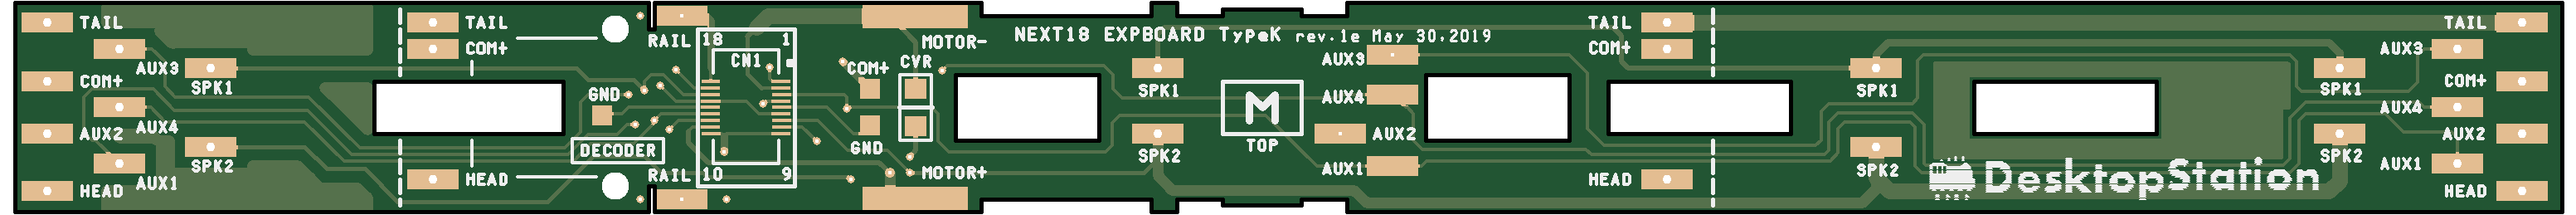 TAIL
COM+
AUX2
HEAD
AUX3
AUX4
AUX1
SPK1
SPK2
TAIL
COM+
HEAD
GND
DECODER
RAIL
RAIL
18 1
CN1
10 9
MOTOR-
COM+
CVR
GND
MOTOR+
NEXT18 EXPBOARD TypeK rev.1e May 30,2019
SPK1
SPK2
M
TOP
AUX3
AUX4
AUX2
AUX1
TAIL
COM+
HEAD
SPK1
SPK2
DesktopStation
SPK1
SPK2
AUX3
AUX4
AUX1
TAIL
COM+
AUX2
HEAD